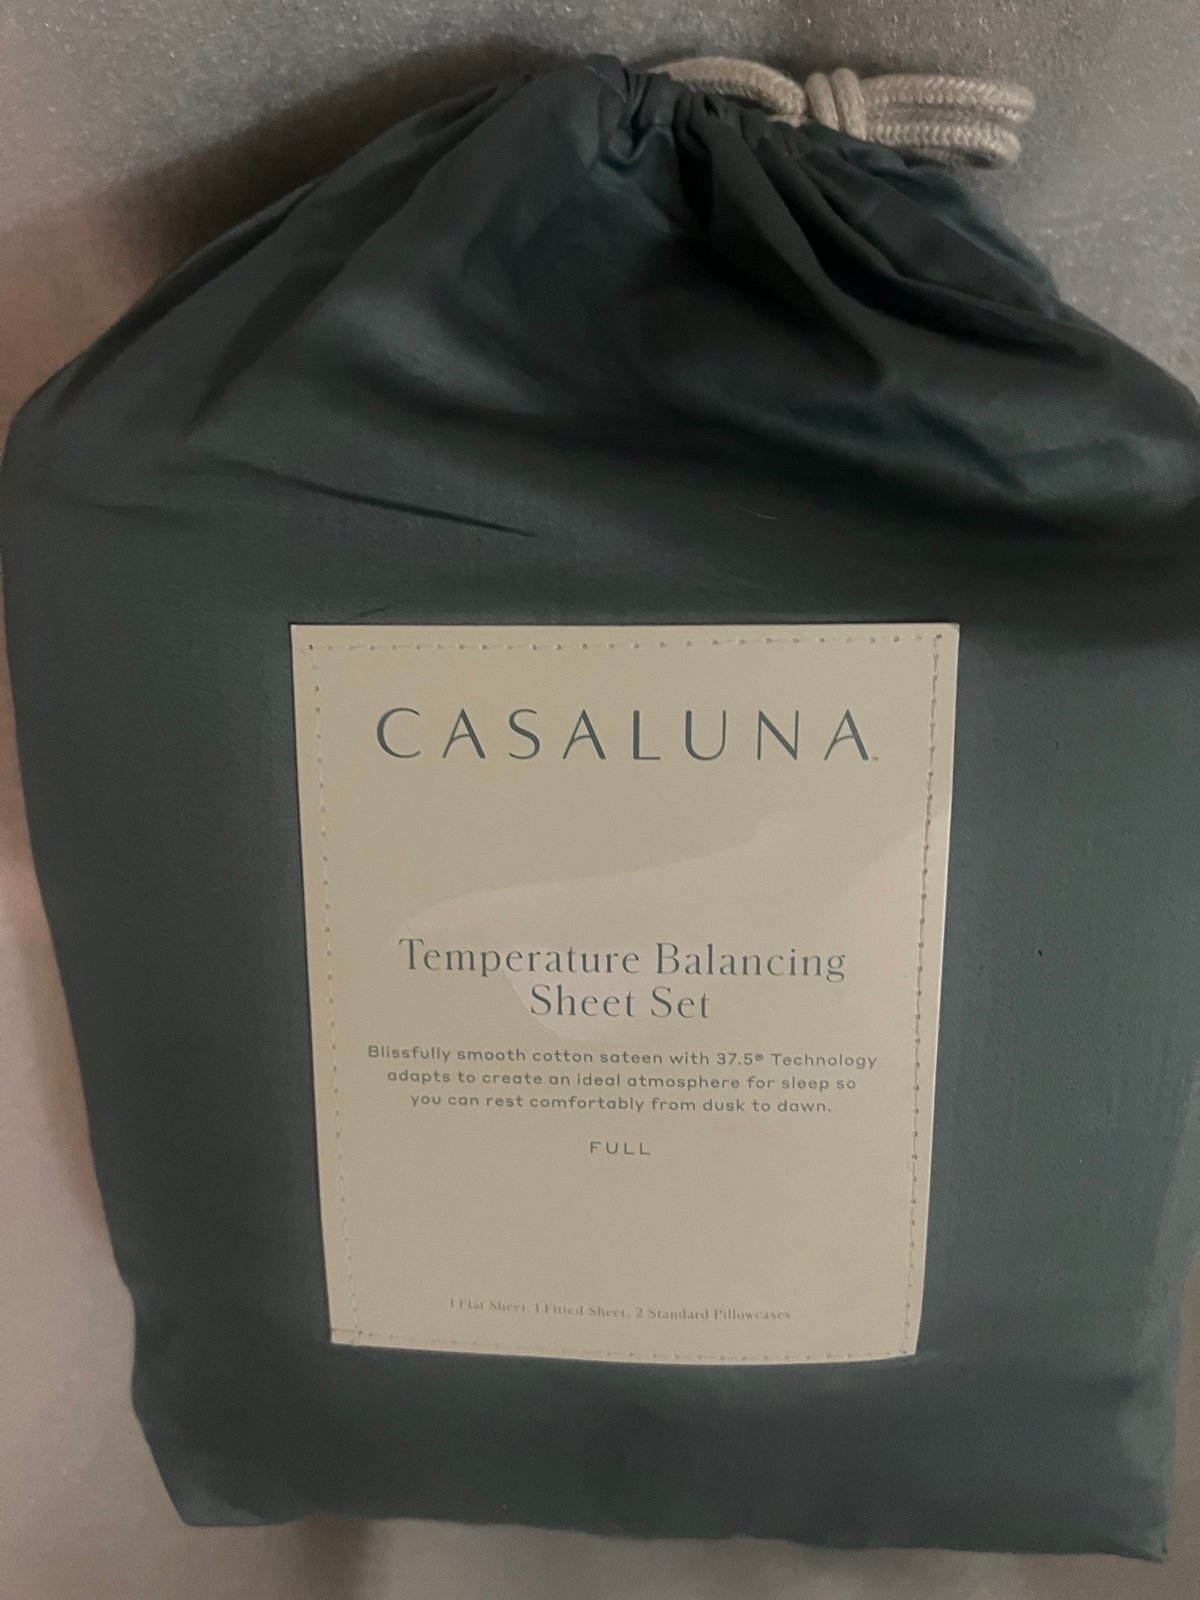 CASALUNA™
Temperature Balancing
Sheet Set
Blissfully smooth cotton sateen with 37.5® Technology
adapts to create an ideal atmosphere for sleep so
you can rest comfortably from dusk to dawn.
FULL
1 Flat Sheet, 1 Fitted Sheet, 2 Standard Pillowcases